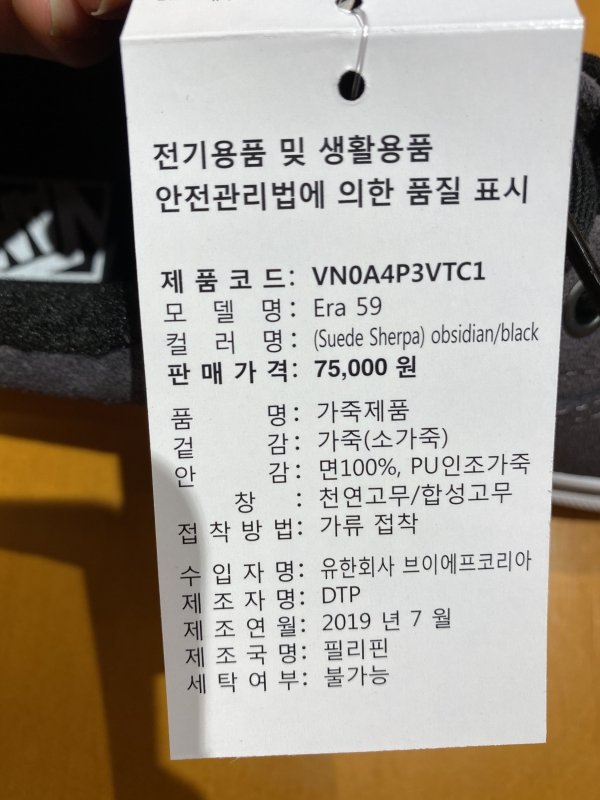 전기용품 및 생활용품
안전관리법에 의한 품질 표시
제품코드: VN0A4P3VTC1
모델명: Era 59
컬러명: (Suede Sherpa) obsidian/black
판매가격: 75,000 원
품명: 가죽제품
겉감: 가죽(소가죽)
안감: 면100%, PU인조가죽
창: 천연고무/합성고무
접착방법: 가류 접착
수입자명: 유한회사 브이에프코리아
제조자명: DTP
제조연월: 2019 년 7 월
제조국명: 필리핀
세탁여부: 불가능